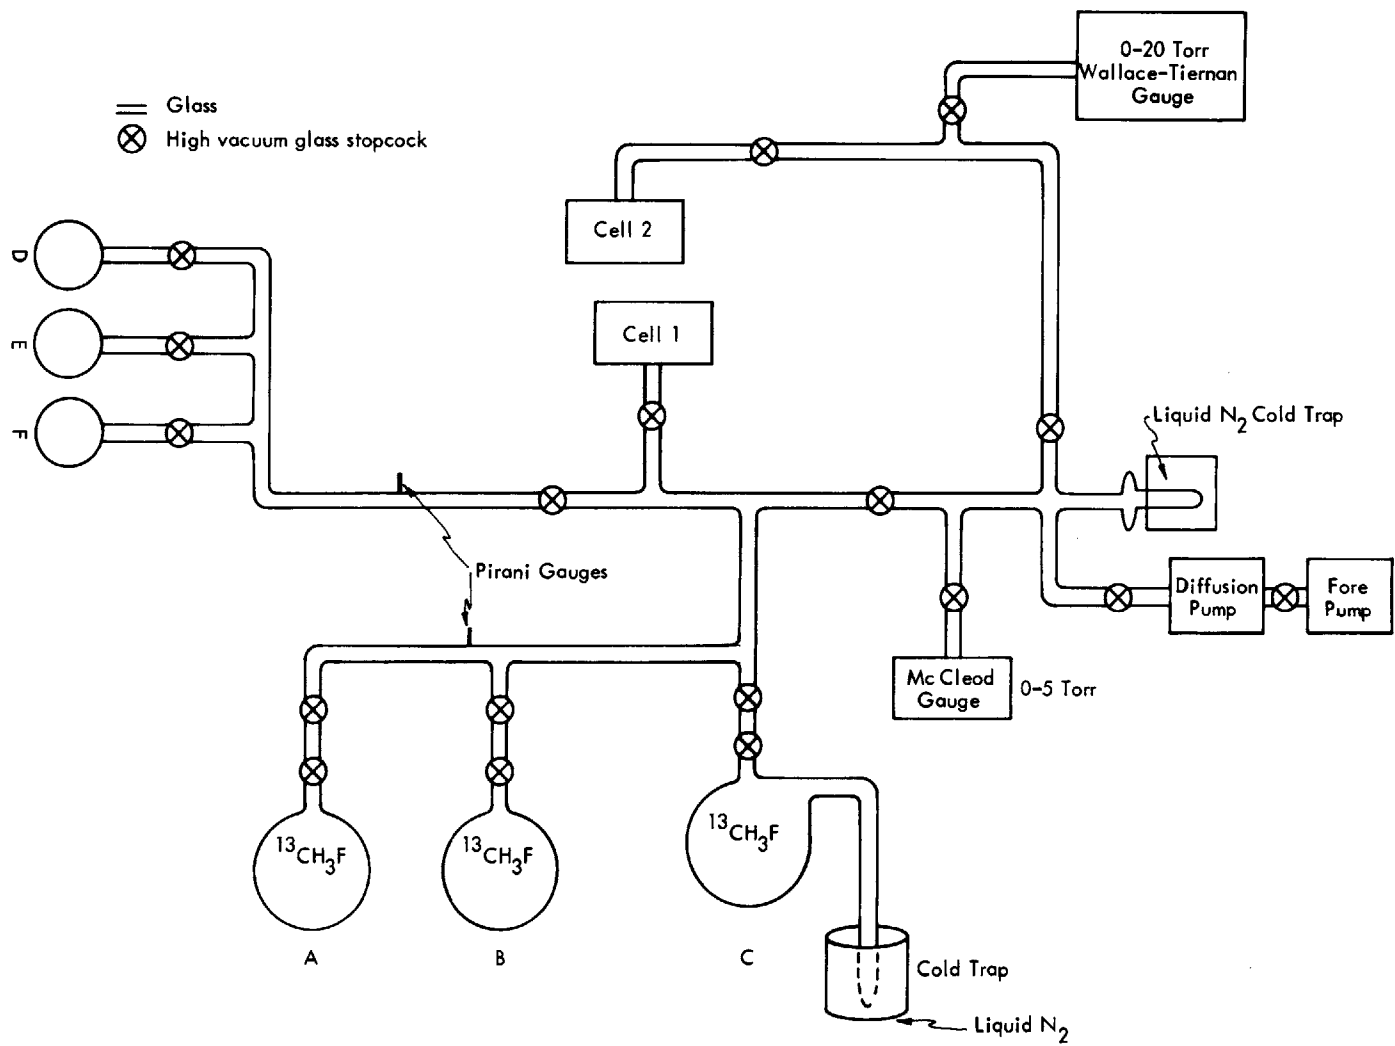 0-20 Torr
Wallace-Tiernan
Gauge
Glass
High vacuum glass stopcock
Cell 2
D
Cell 1
E
Liquid N2 Cold Trap
F
Pirani Gauges
Diffusion
Pump
Fore
Pump
Mc Cleod
Gauge
0-5 Torr
13CH3F
13CH3F
13CH3F
A
B
C
Cold Trap
Liquid N2